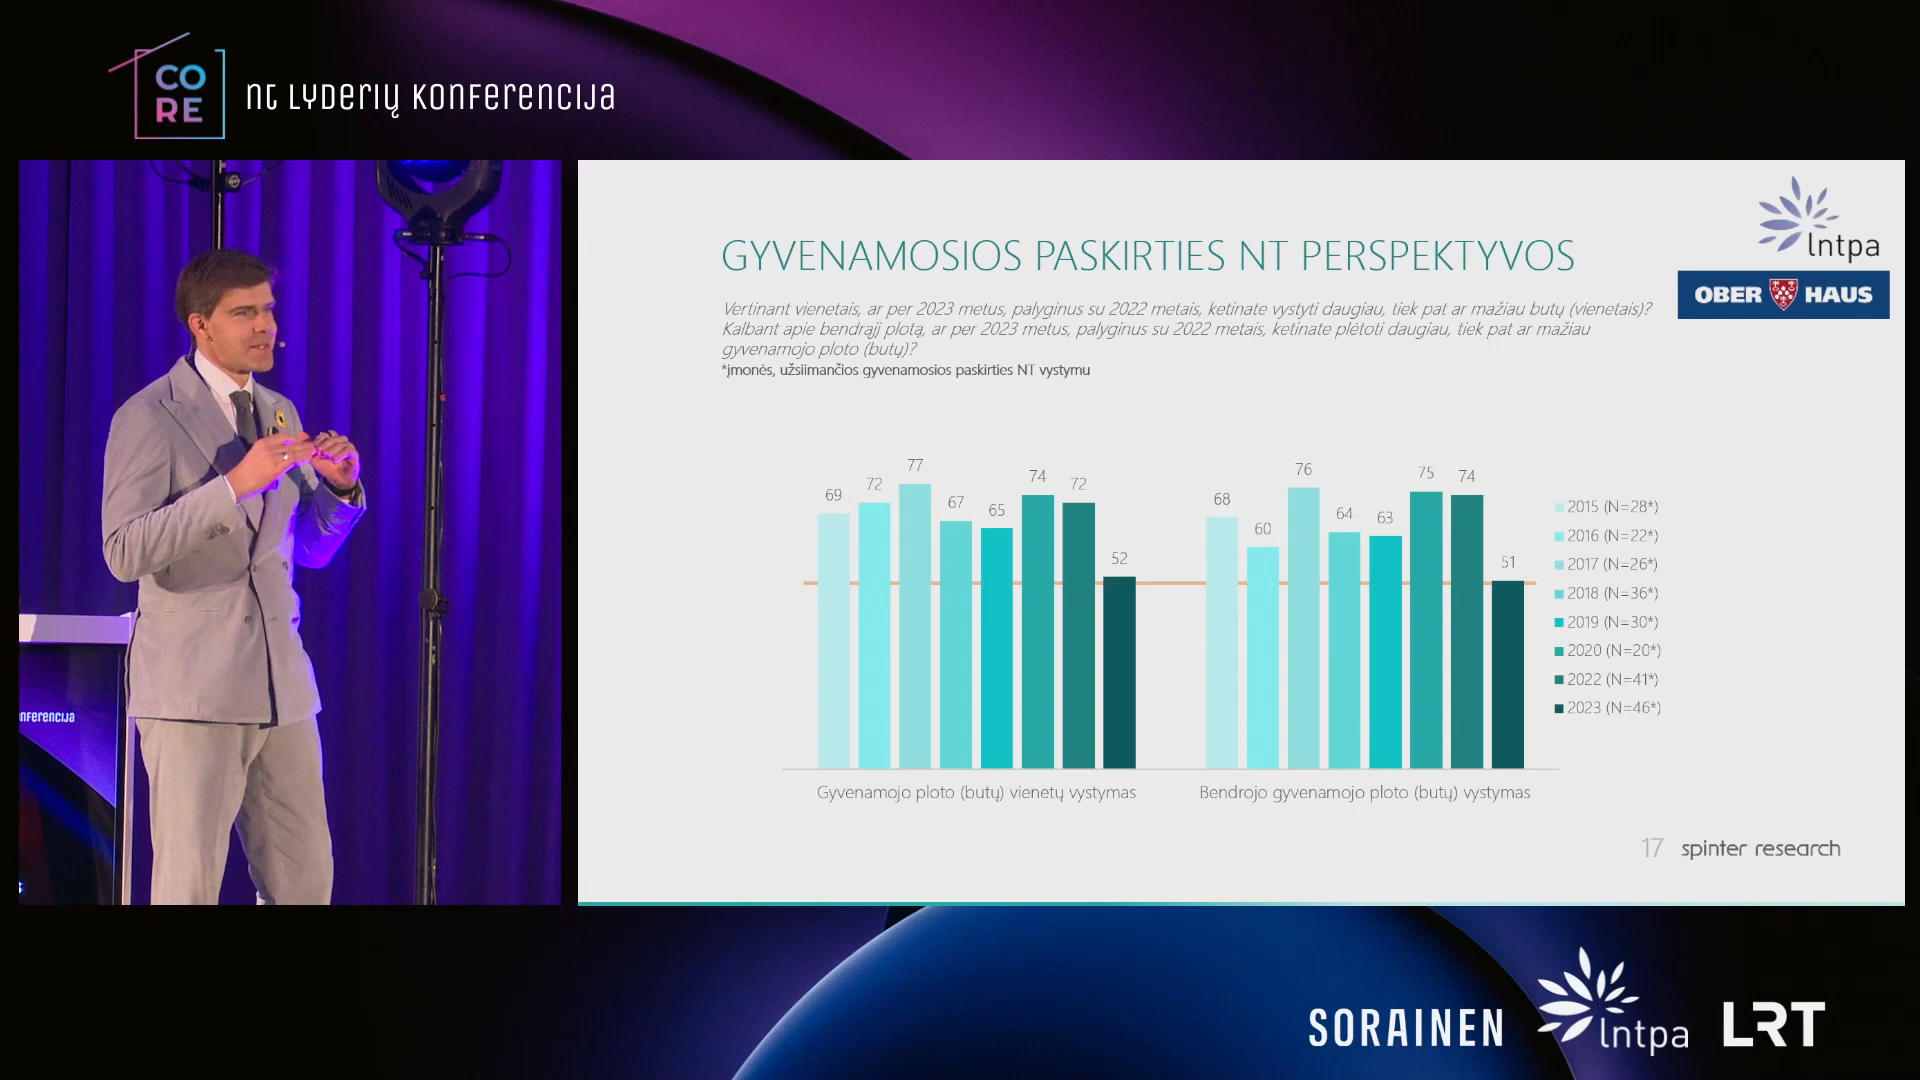 CO
RE
nt Lyderių Konferencija
nferencija
lntpa
OBER HAUS
GYVENAMOSIOS PASKIRTIES NT PERSPEKTYVOS
Vertinant vienetais, ar per 2023 metus, palyginus su 2022 metais, ketinate vystyti daugiau, tiek pat ar mažiau butų (vienetais)?
Kalbant apie bendrąjį plotą, ar per 2023 metus, palyginus su 2022 metais, ketinate plėtoti daugiau, tiek pat ar mažiau
gyvenamojo ploto (butų)?
*įmonės, užsiimančios gyvenamosios paskirties NT vystymu
69 72 77 67 65 74 72 52
68 60 76 64 63 75 74 51
Gyvenamojo ploto (butų) vienetų vystymas
Bendrojo gyvenamojo ploto (butų) vystymas
2015 (N=28*)
2016 (N=22*)
2017 (N=26*)
2018 (N=36*)
2019 (N=30*)
2020 (N=20*)
2022 (N=41*)
2023 (N=46*)
17 spinter research
SORAINEN
lntpa
LRT